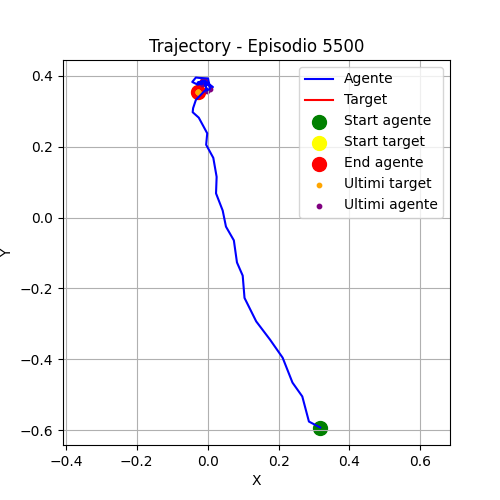 Trajectory - Episodio 5500
Agente
Target
Start agente
Start target
End agente
Ultimi target
Ultimi agente
Y
0.4
0.2
0.0
−0.2
−0.4
−0.6
−0.4 −0.2 0.0 0.2 0.4 0.6
X